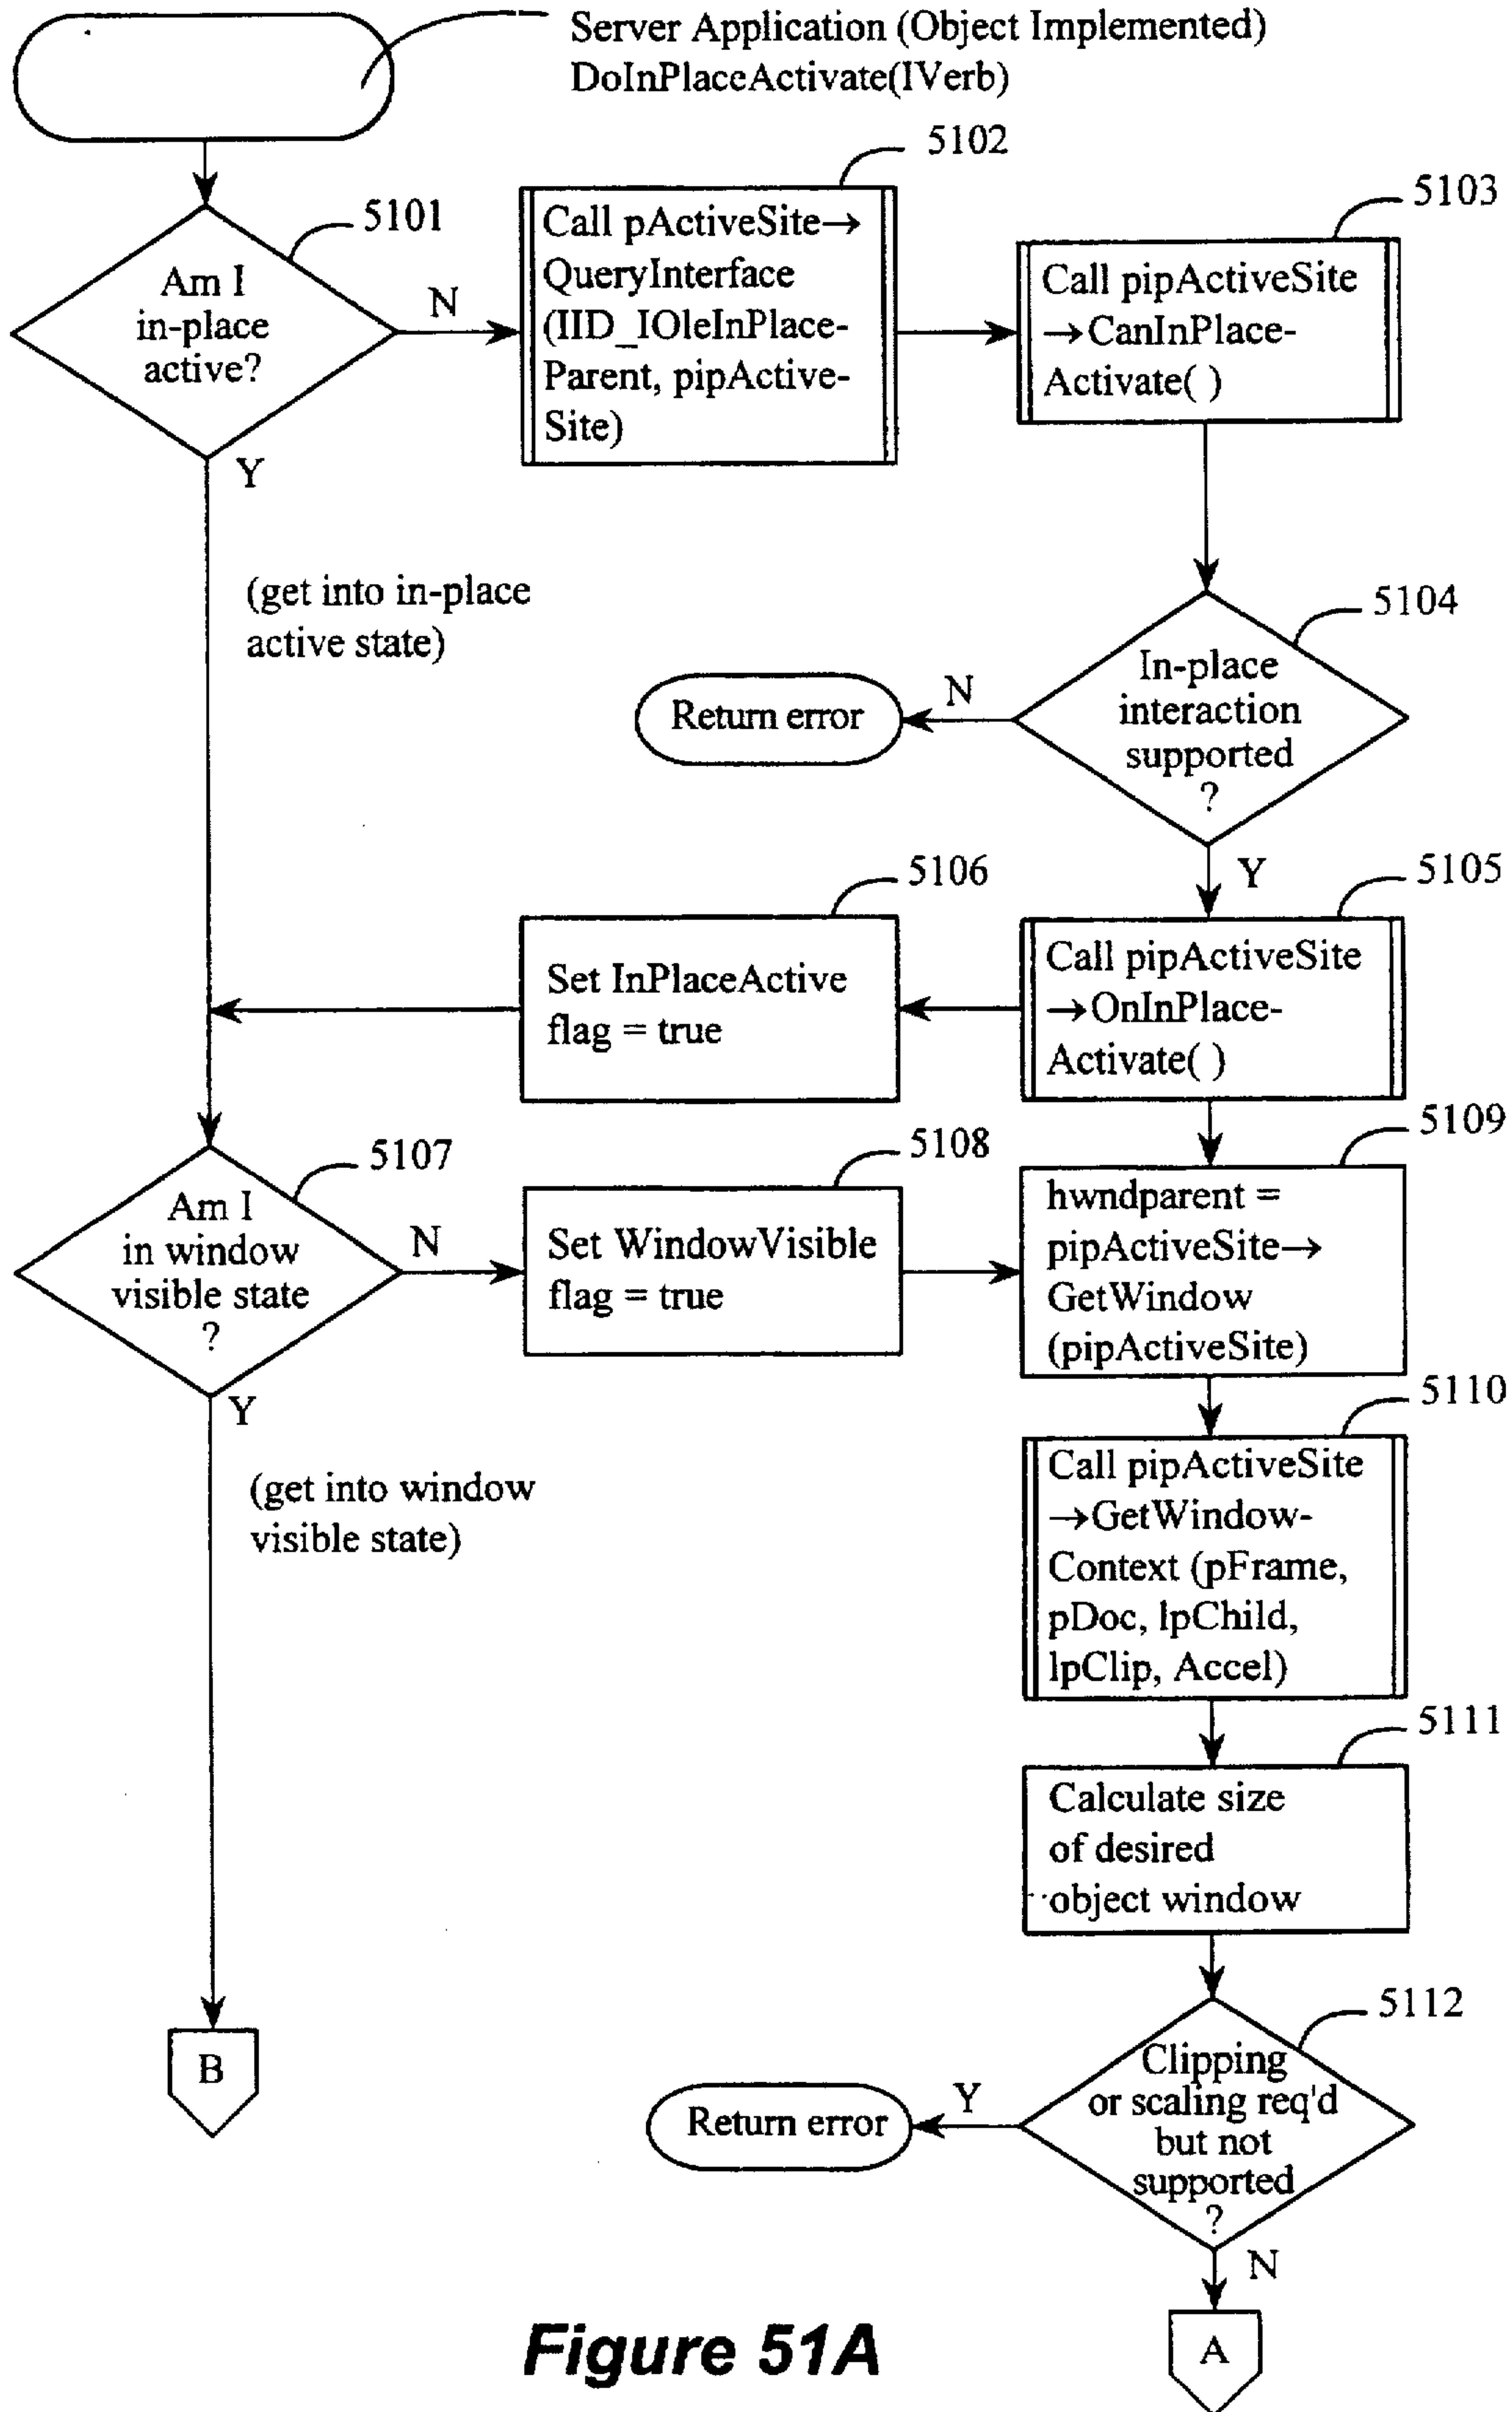 Server Application (Object Implemented)
DoInPlaceActivate(IVerb)
5101
Am I
in-place
active?
N
Y
5102
Call pActiveSite→
QueryInterface
(IID_IOleInPlace-
Parent, pipActive-
Site)
5103
Call pipActiveSite
→CanInPlace-
Activate( )
(get into in-place
active state)
5104
In-place
interaction
supported
?
N
Return error
Y
5105
Call pipActiveSite
→OnInPlace-
Activate( )
5106
Set InPlaceActive
flag = true
5107
Am I
in window
visible state
?
N
Y
5108
Set WindowVisible
flag = true
5109
hwndparent =
pipActiveSite→
GetWindow
(pipActiveSite)
(get into window
visible state)
5110
Call pipActiveSite
→GetWindow-
Context (pFrame,
pDoc, lpChild,
lpClip, Accel)
5111
Calculate size
of desired
object window
5112
Clipping
or scaling req'd
but not
supported
?
Y
Return error
N
B
A
Figure 51A